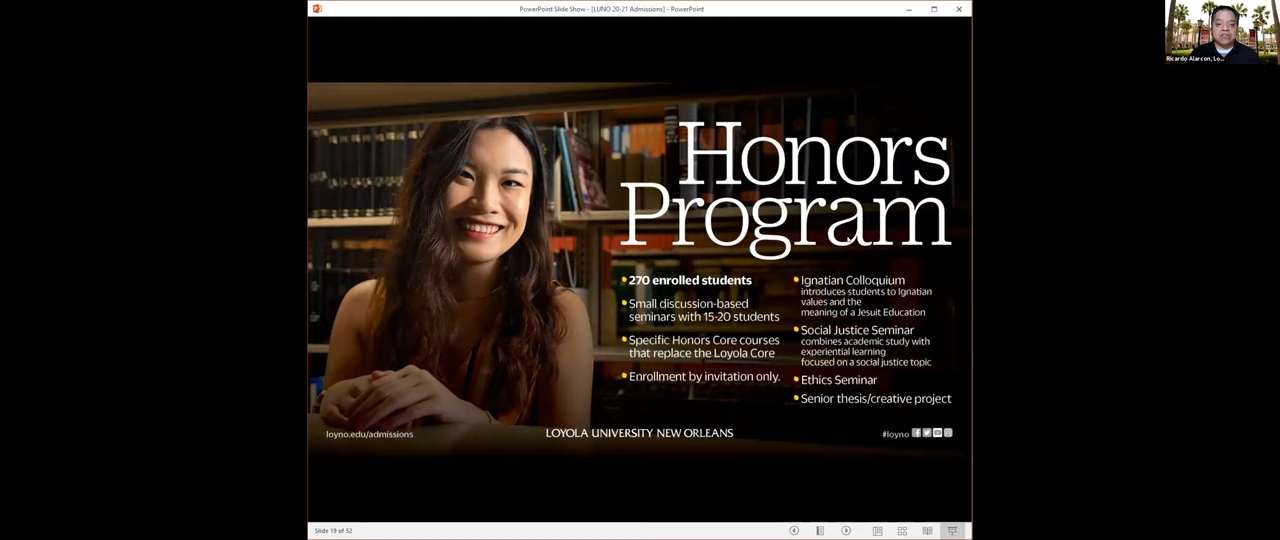 PowerPoint Slide Show - [LUNO 20-21 Admissions] - PowerPoint
Ricardo Alarcon, Lo...
Honors
Program
270 enrolled students
Small discussion-based
seminars with 15-20 students
Specific Honors Core courses
that replace the Loyola Core
Enrollment by invitation only.
Ignatian Colloquium
introduces students to Ignatian
values and the
meaning of a Jesuit Education
Social Justice Seminar
combines academic study with
experiential learning
focused on a social justice topic
Ethics Seminar
Senior thesis/creative project
loyno.edu/admissions
LOYOLA UNIVERSITY NEW ORLEANS
#loyno
Slide 19 of 52